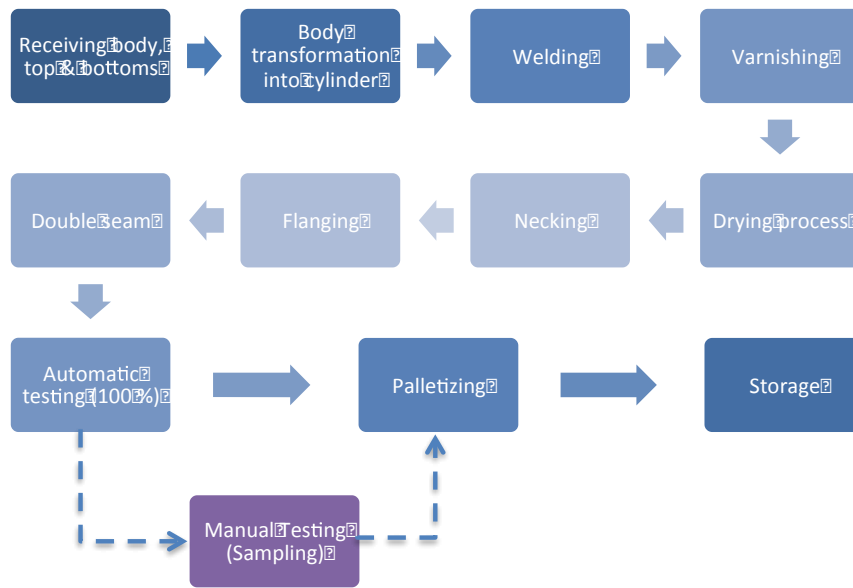 Receiving body,
top & bottoms
Body
transformation
into cylinder
Welding
Varnishing
Double seam
Flanging
Necking
Drying process
Automatic
testing (100 %)
Palletizing
Storage
Manual Testing
(Sampling)